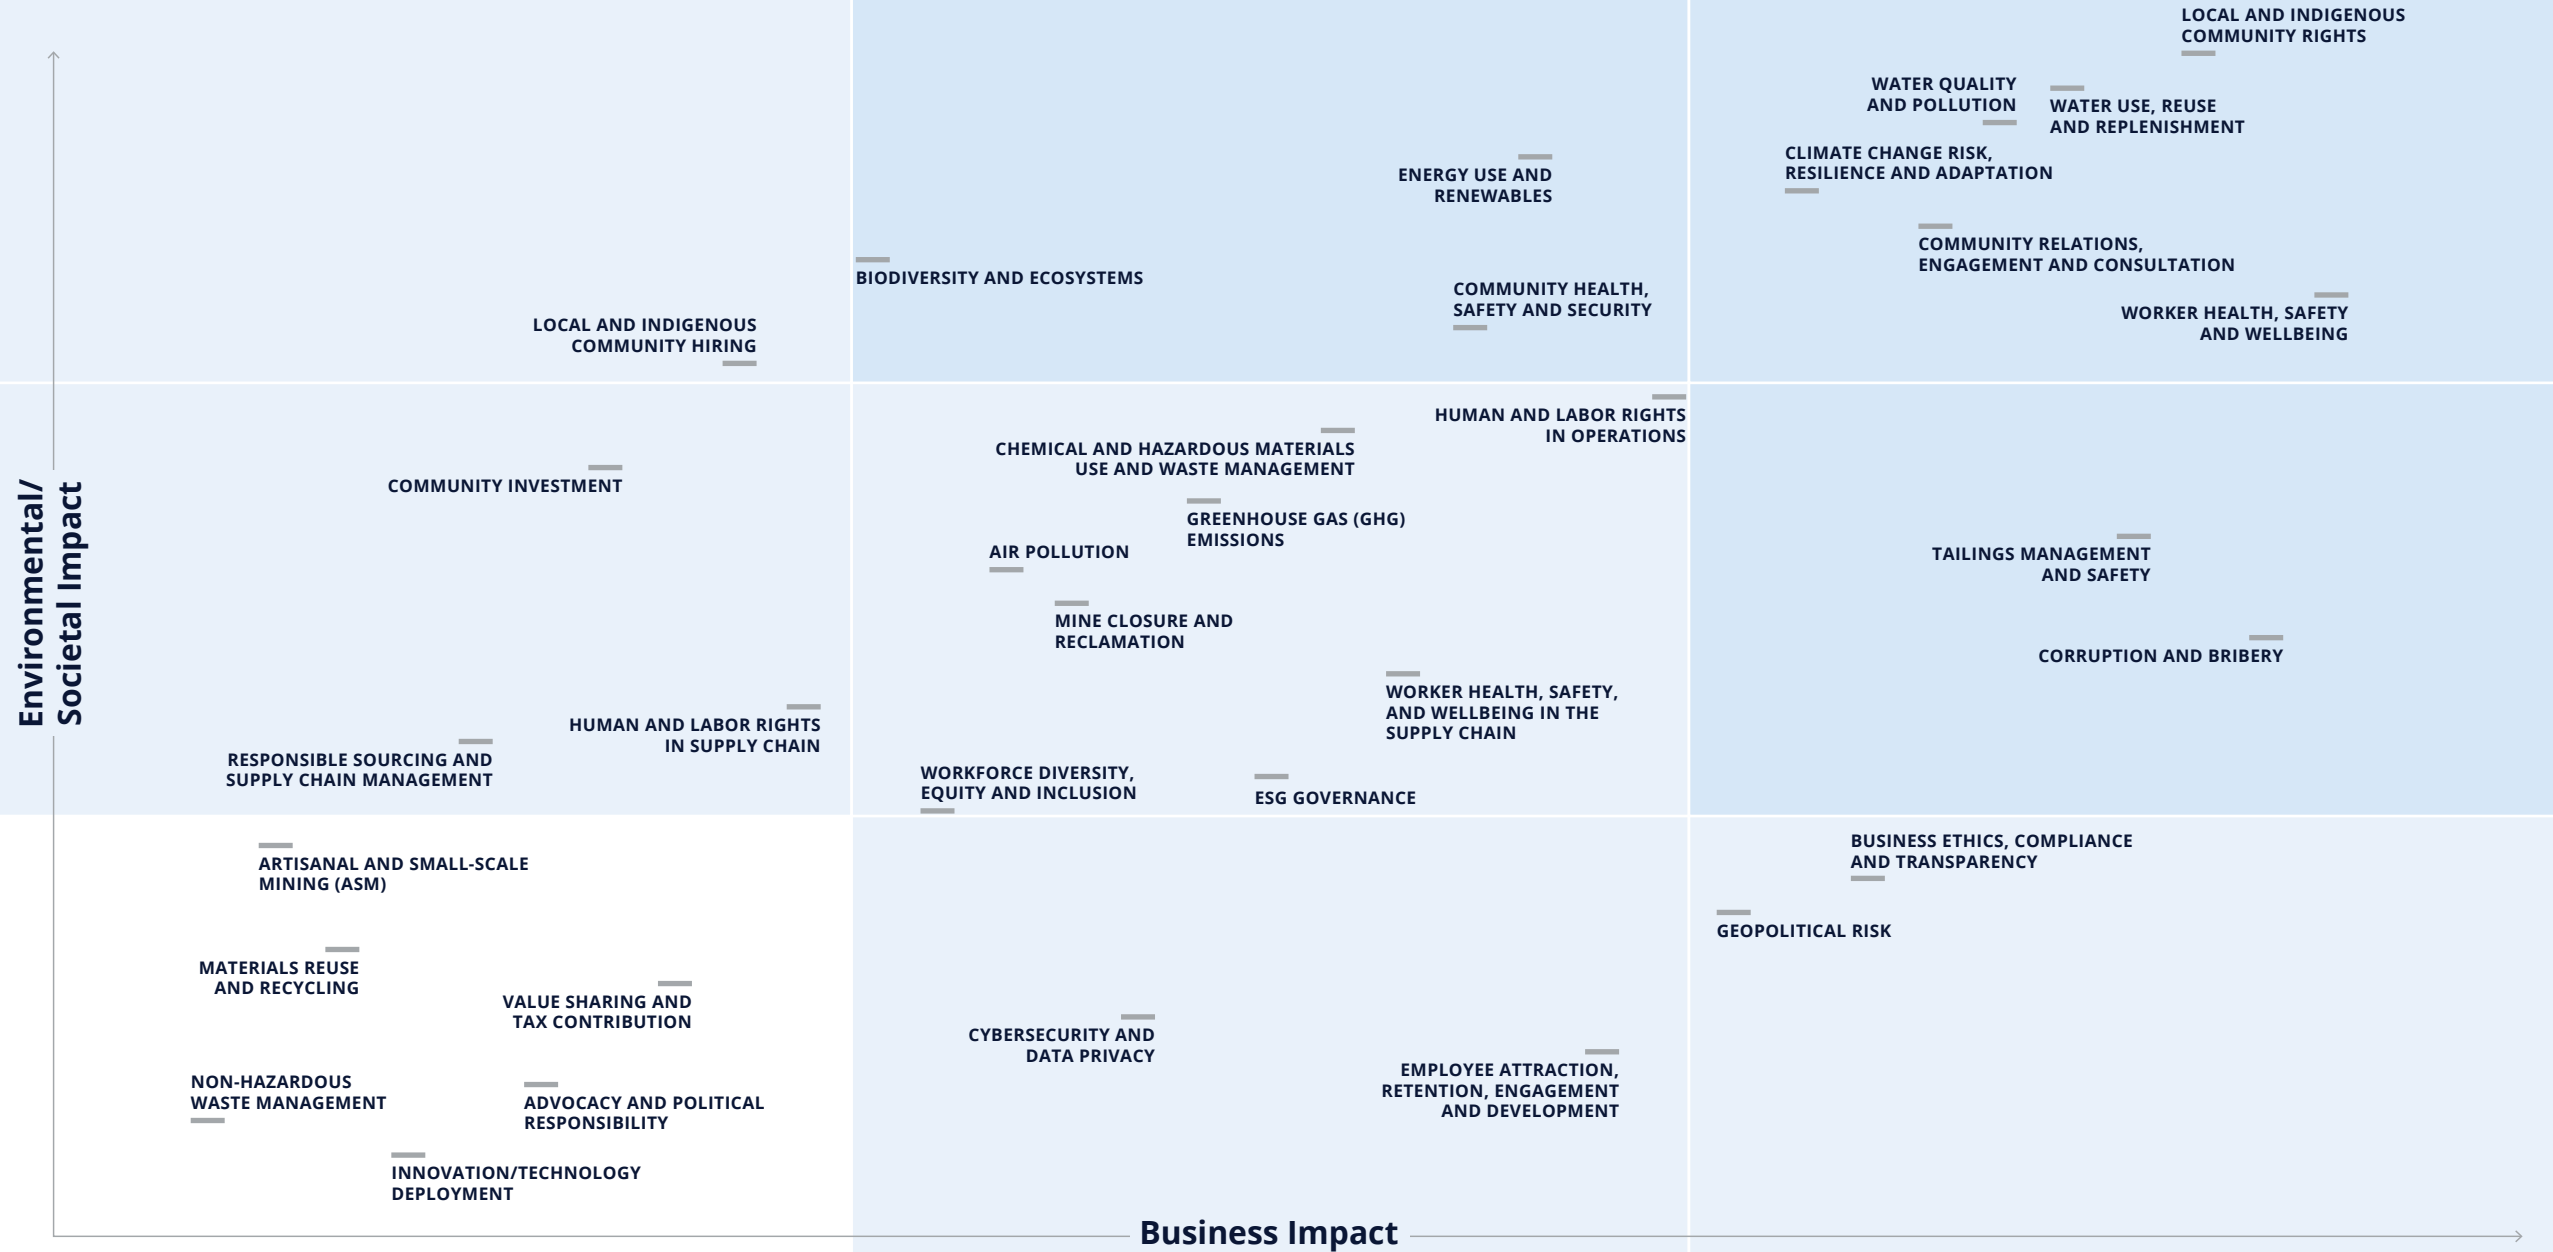 LOCAL AND INDIGENOUS
COMMUNITY RIGHTS
WATER QUALITY
AND POLLUTION
WATER USE, REUSE
AND REPLENISHMENT
CLIMATE CHANGE RISK,
RESILIENCE AND ADAPTATION
ENERGY USE AND
RENEWABLES
COMMUNITY RELATIONS,
ENGAGEMENT AND CONSULTATION
BIODIVERSITY AND ECOSYSTEMS
COMMUNITY HEALTH,
SAFETY AND SECURITY
WORKER HEALTH, SAFETY
AND WELLBEING
LOCAL AND INDIGENOUS
COMMUNITY HIRING
HUMAN AND LABOR RIGHTS
IN OPERATIONS
CHEMICAL AND HAZARDOUS MATERIALS
USE AND WASTE MANAGEMENT
COMMUNITY INVESTMENT
GREENHOUSE GAS (GHG)
EMISSIONS
AIR POLLUTION
TAILINGS MANAGEMENT
AND SAFETY
Environmental/
Societal Impact
MINE CLOSURE AND
RECLAMATION
CORRUPTION AND BRIBERY
WORKER HEALTH, SAFETY,
AND WELLBEING IN THE
SUPPLY CHAIN
HUMAN AND LABOR RIGHTS
IN SUPPLY CHAIN
RESPONSIBLE SOURCING AND
SUPPLY CHAIN MANAGEMENT
WORKFORCE DIVERSITY,
EQUITY AND INCLUSION
ESG GOVERNANCE
BUSINESS ETHICS, COMPLIANCE
AND TRANSPARENCY
ARTISANAL AND SMALL-SCALE
MINING (ASM)
GEOPOLITICAL RISK
MATERIALS REUSE
AND RECYCLING
VALUE SHARING AND
TAX CONTRIBUTION
CYBERSECURITY AND
DATA PRIVACY
EMPLOYEE ATTRACTION,
RETENTION, ENGAGEMENT
AND DEVELOPMENT
NON-HAZARDOUS
WASTE MANAGEMENT
ADVOCACY AND POLITICAL
RESPONSIBILITY
INNOVATION/TECHNOLOGY
DEPLOYMENT
Business Impact